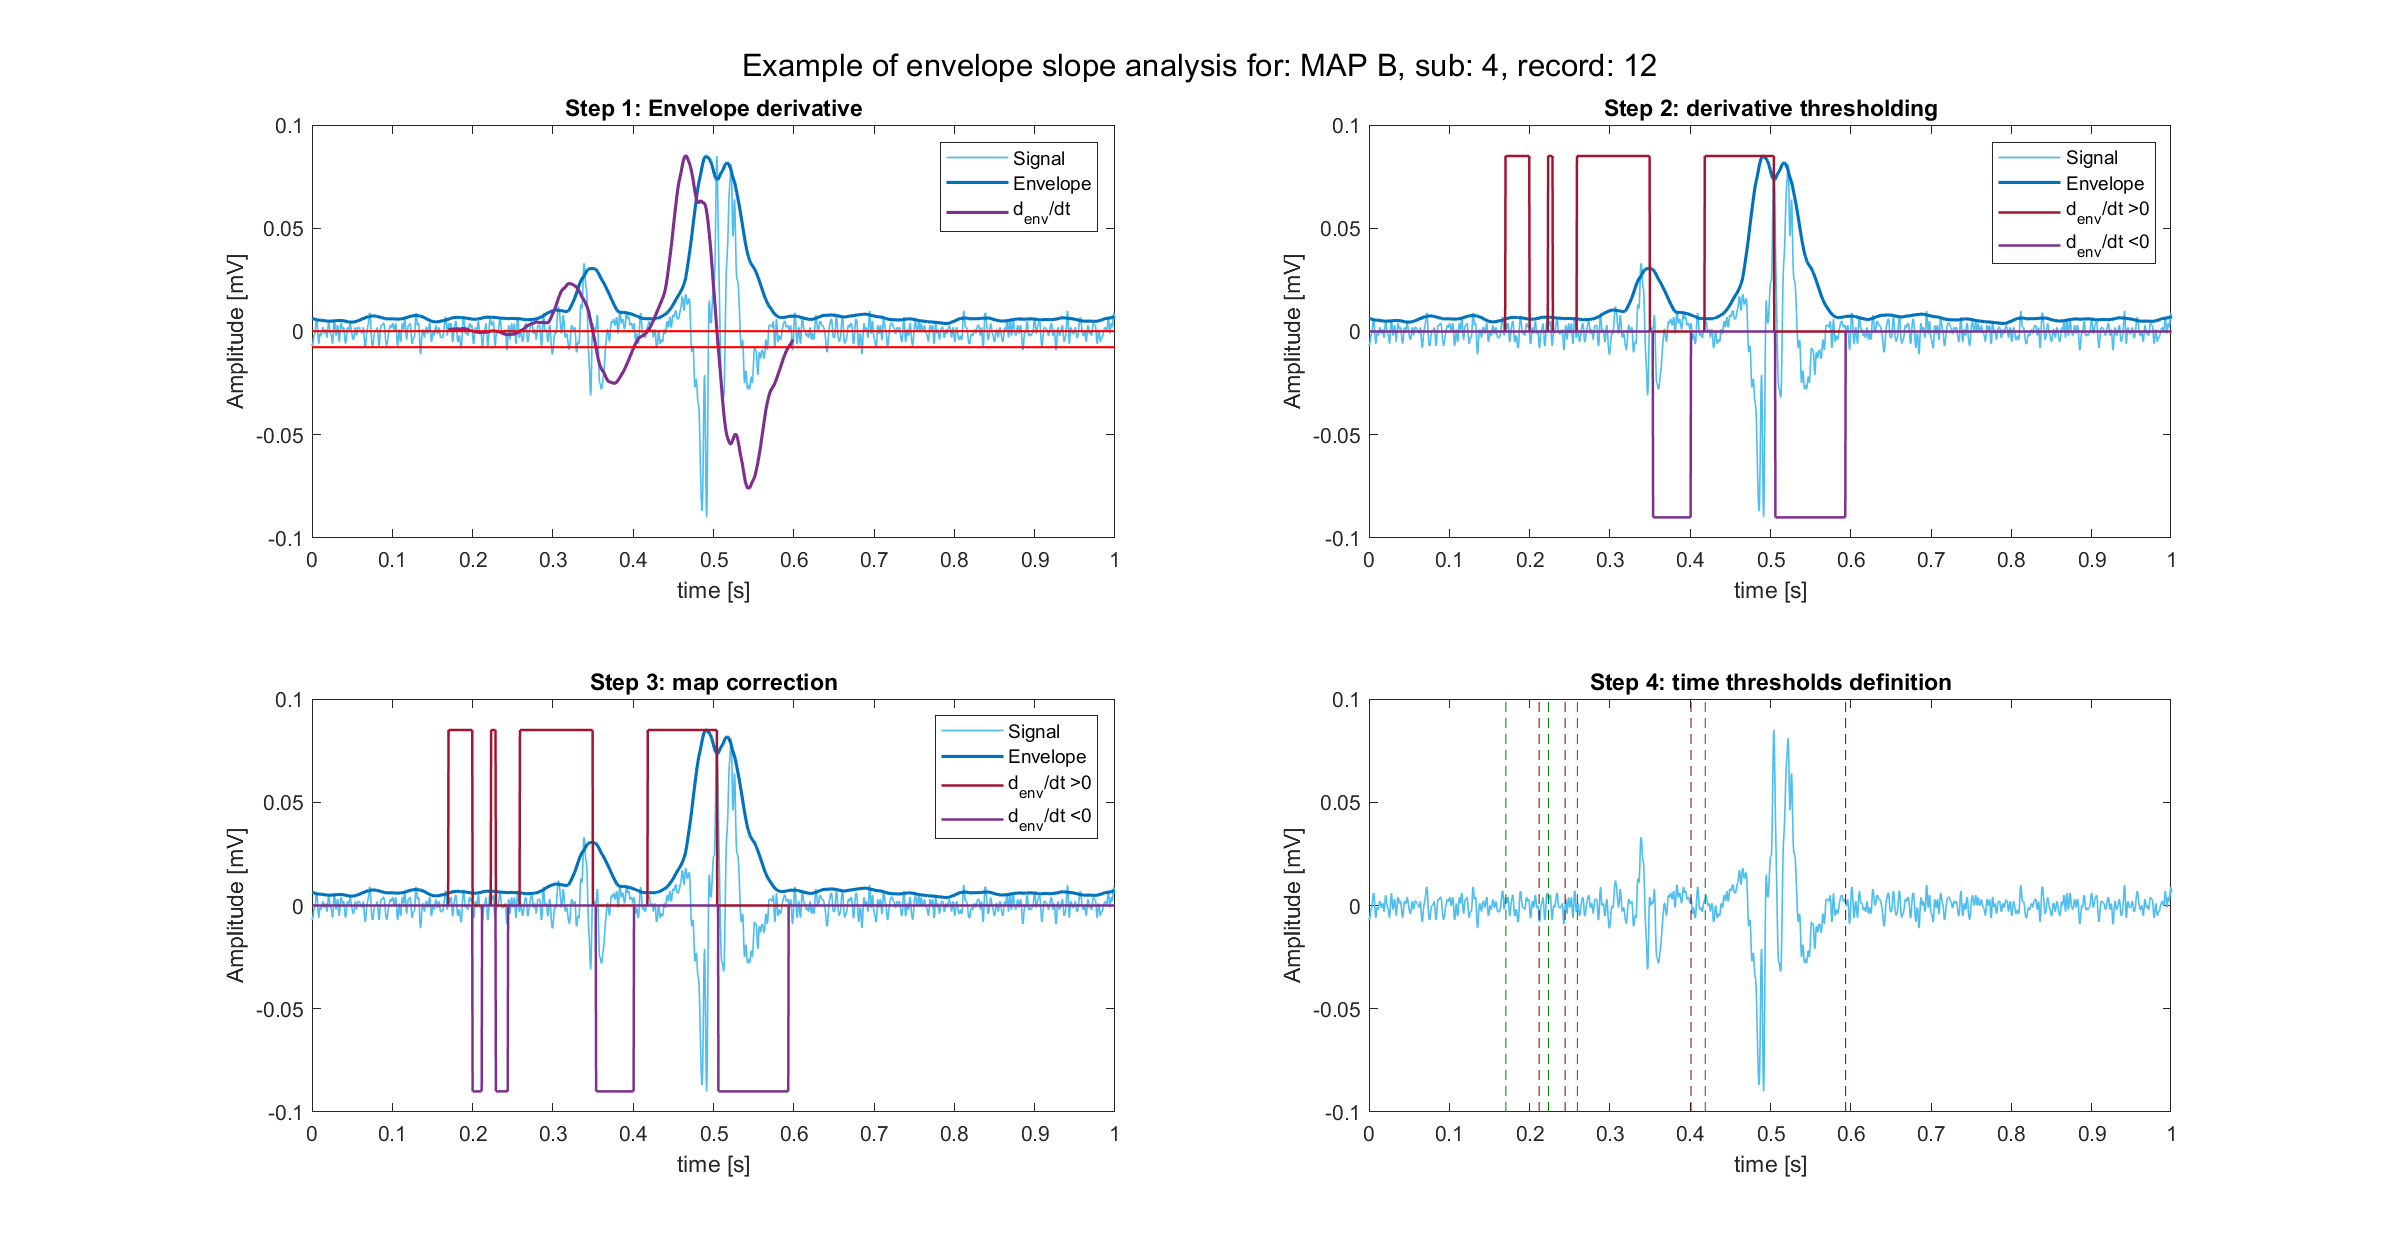 Example of envelope slope analysis for: MAP B, sub: 4, record: 12
Step 1: Envelope derivative
0.1
0.05
0
-0.05
-0.1
Amplitude [mV]
0 0.1 0.2 0.3 0.4 0.5 0.6 0.7 0.8 0.9 1
time [s]
Signal
Envelope
d_env/dt
Step 2: derivative thresholding
0.1
0.05
0
-0.05
-0.1
Amplitude [mV]
0 0.1 0.2 0.3 0.4 0.5 0.6 0.7 0.8 0.9 1
time [s]
Signal
Envelope
d_env/dt >0
d_env/dt <0
Step 3: map correction
0.1
0.05
0
-0.05
-0.1
Amplitude [mV]
0 0.1 0.2 0.3 0.4 0.5 0.6 0.7 0.8 0.9 1
time [s]
Signal
Envelope
d_env/dt >0
d_env/dt <0
Step 4: time thresholds definition
0.1
0.05
0
-0.05
-0.1
Amplitude [mV]
0 0.1 0.2 0.3 0.4 0.5 0.6 0.7 0.8 0.9 1
time [s]